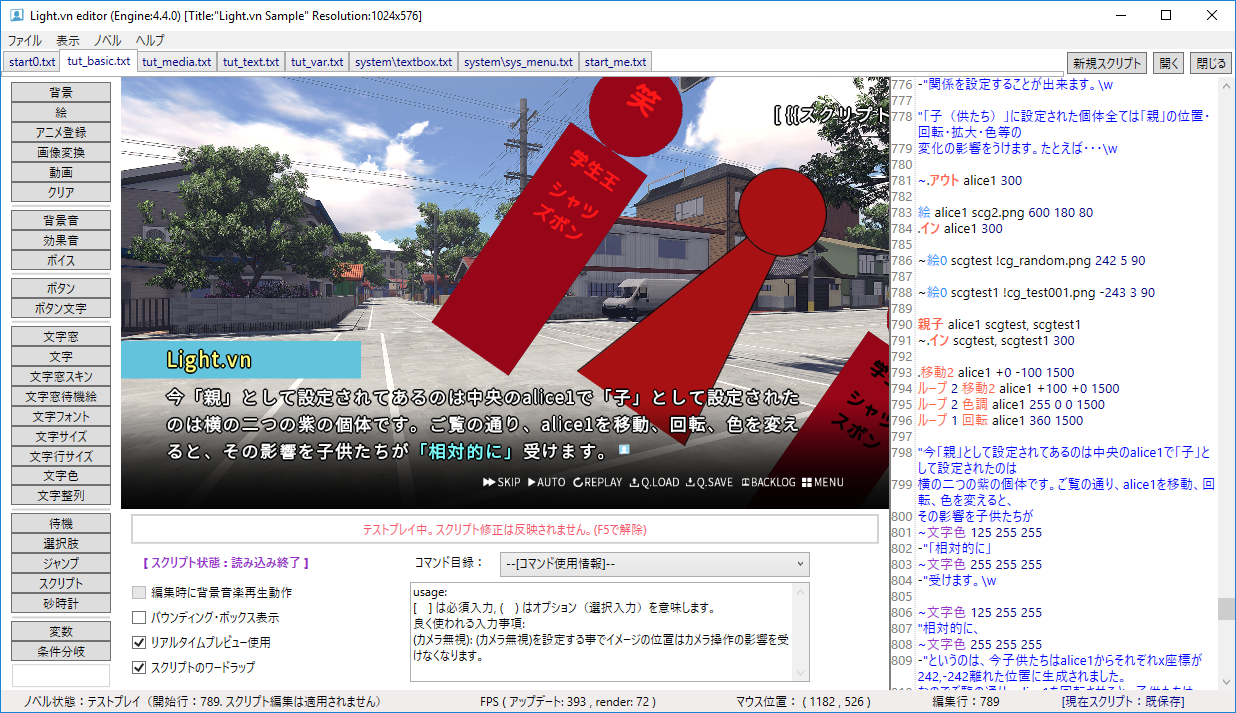 Light.vn editor (Engine:4.4.0) [Title:"Light.vn Sample" Resolution:1024x576]
ファイル 表示 ノベル ヘルプ
start0.txt tut_basic.txt tut_media.txt tut_text.txt tut_var.txt system\textbox.txt system\sys_menu.txt start_me.txt 新規スクリプト 開く 閉じる
背景
絵
アニメ登録
画像変換
動画
クリア
背景音
効果音
ボイス
ボタン
ボタン文字
文字窓
文字
文字窓スキン
文字窓待機絵
文字フォント
文字サイズ
文字行サイズ
文字色
文字整列
待機
選択肢
ジャンプ
スクリプト
砂時計
変数
条件分岐
笑
学生王
シャツ
スボン
[ {{スクリプト
学
シャツ
スボン
Light.vn
今「親」として設定されてあるのは中央のalice1で「子」として設定された
のは横の二つの紫の個体です。ご覧の通り、alice1を移動、回転、色を変え
ると、その影響を子供たちが「相対的に」受けます。
SKIP AUTO REPLAY Q.LOAD Q.SAVE BACKLOG MENU
テストプレイ中。スクリプト修正は反映されません。(F5で解除)
[ スクリプト状態 : 読み込み終了 ]
編集時に背景音楽再生動作
バウンディング・ボックス表示
リアルタイムプレビュー使用
スクリプトのワードラップ
コマンド目録：
--[コマンド使用情報]--
usage:
[ ] は必須入力, ( ) はオプション（選択入力）を意味します。
良く使われる入力事項:
(カメラ無視): (カメラ無視)を設定する事でイメージの位置はカメラ操作の影響を受
けなくなります。
776 -"関係を設定することが出来ます。\w
777
778 "「子（供たち）」に設定された個体全ては「親」の位置・
回転・拡大・色等の
779 変化の影響をうけます。たとえば・・・\w
780
781 ~.アウト alice1 300
782
783 絵 alice1 scg2.png 600 180 80
784 .イン alice1 300
785
786 ~絵0 scgtest !cg_random.png 242 5 90
787
788 ~絵0 scgtest1 !cg_test001.png -243 3 90
789
790 親子 alice1 scgtest, scgtest1
791 ~.イン scgtest, scgtest1 300
792
793 .移動2 alice1 +0 -100 1500
794 ループ 2 移動2 alice1 +100 +0 1500
795 ループ 2 色調 alice1 255 0 0 1500
796 ループ 1 回転 alice1 360 1500
797
798 "今「親」として設定されてあるのは中央のalice1で「子」と
して設定されたのは
799 横の二つの紫の個体です。ご覧の通り、alice1を移動、回
転、色を変えると、
800 その影響を子供たちが
801 ~文字色 125 255 255
802 -"「相対的に」
803 ~文字色 255 255 255
804 -"受けます。\w
805
806 ~文字色 125 255 255
807 "相対的に、
808 ~文字色 255 255 255
809 -"というのは、今子供たちはalice1からそれぞれx座標が
242,-242離れた位置に生成されました。
ノベル状態 : テストプレイ（開始行 : 789. スクリプト編集は適用されません） FPS ( アップデート: 393 , render: 72 ) マウス位置： ( 1182 , 526 ) 編集行 : 789 [現在スクリプト : 既保存]